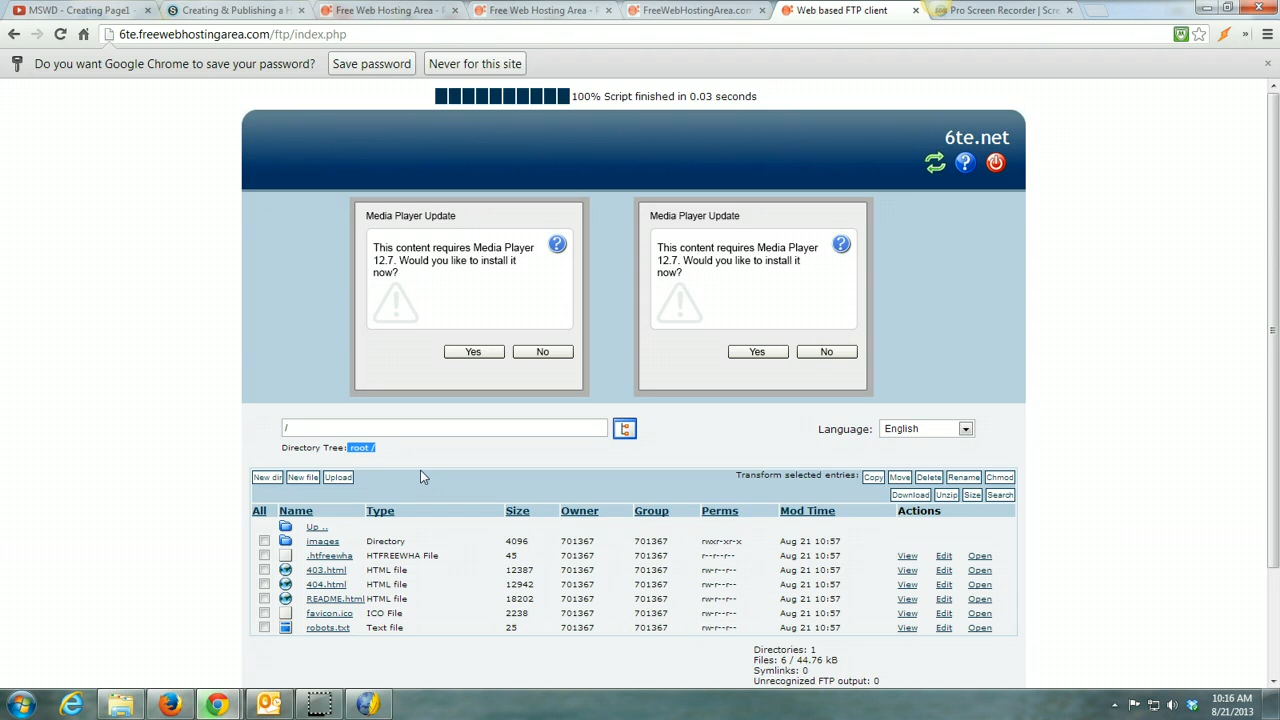 MSWD - Creating Page1
Creating & Publishing a H
Free Web Hosting Area -
Free Web Hosting Area - F
FreeWebHostingArea.com
Web based FTP client
Pro Screen Recorder | Scre
6te.freewebhostingarea.com/ftp/index.php
Do you want Google Chrome to save your password? Save password Never for this site
100% Script finished in 0.03 seconds
6te.net
Media Player Update
This content requires Media Player
12.7. Would you like to install it
now?
Yes No
Media Player Update
This content requires Media Player
12.7. Would you like to install it
now?
Yes No
/
Language: English
Directory Tree: root /
New dir New file Upload
Transform selected entries: Copy Move Delete Rename Chmod
Download Unzip Size Search
All Name Type Size Owner Group Perms Mod Time Actions
Up ..
images Directory 4096 701367 701367 rwxr-xr-x Aug 21 10:57
.htfreewha HTFREEWHA File 45 701367 701367 r--r--r-- Aug 21 10:57 View Edit Open
403.html HTML file 12387 701367 701367 rw-r--r-- Aug 21 10:57 View Edit Open
404.html HTML file 12942 701367 701367 rw-r--r-- Aug 21 10:57 View Edit Open
README.html HTML file 18202 701367 701367 rw-r--r-- Aug 21 10:57 View Edit Open
favicon.ico ICO File 2238 701367 701367 rw-r--r-- Aug 21 10:57 View Edit Open
robots.txt Text file 25 701367 701367 rw-r--r-- Aug 21 10:57 View Edit Open
Directories: 1
Files: 6 / 44.76 kB
Symlinks: 0
Unrecognized FTP output: 0
10:16 AM
8/21/2013